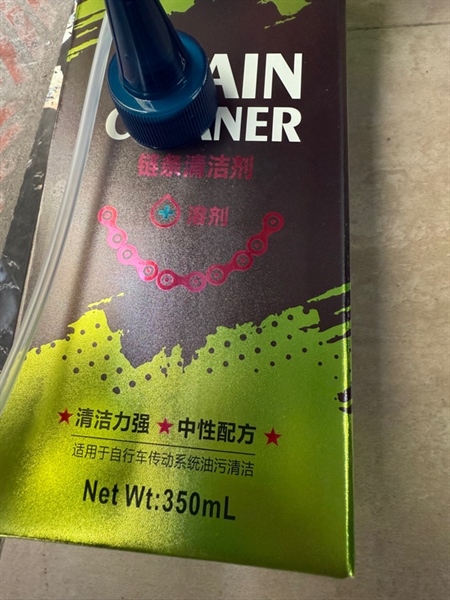 AIN
C ANER
链条清洁剂
溶剂
★清洁力强 ★中性配方 ★
适用于自行车传动系统油污清洁
Net Wt:350mL